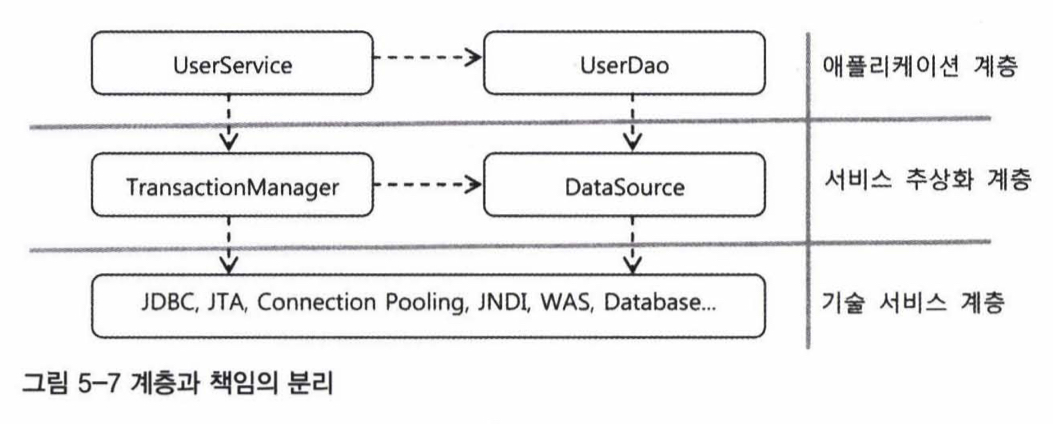 UserService
UserDao
애플리케이션 계층
TransactionManager
DataSource
서비스 추상화 계층
JDBC, JTA, Connection Pooling, JNDI, WAS, Database...
기술 서비스 계층
그림 5-7 계층과 책임의 분리